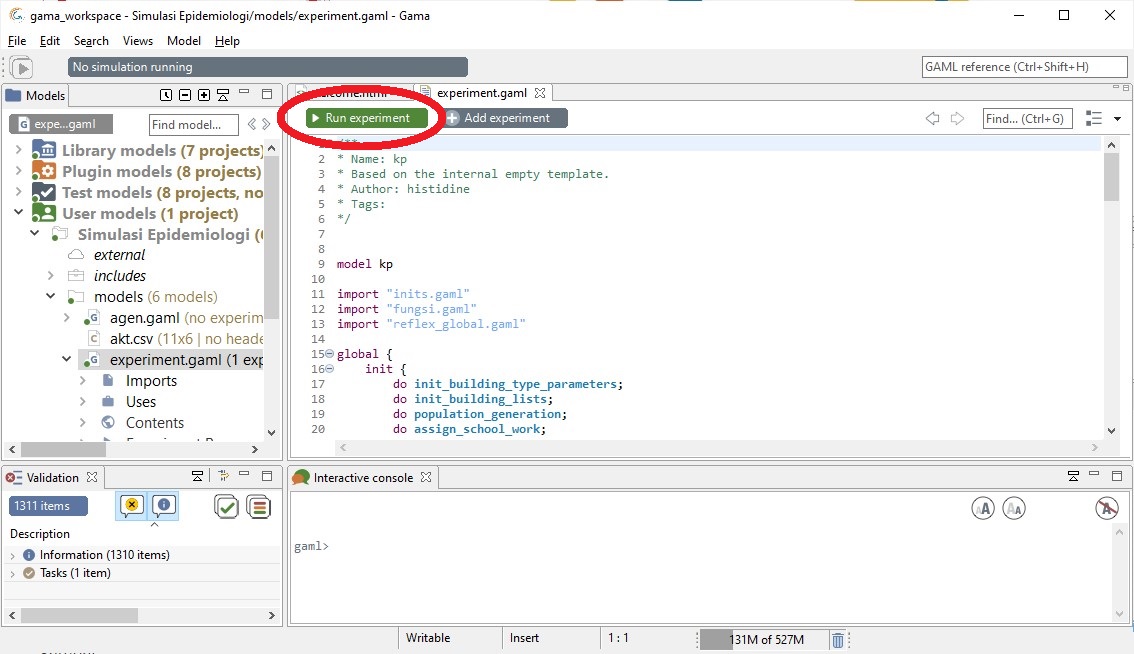 gama_workspace - Simulasi Epidemiologi/models/experiment.gaml - Gama
File Edit Search Views Model Help
No simulation running
GAML reference (Ctrl+Shift+H)
Models
experiment.gaml
expe...gaml
Find model...
Run experiment
Add experiment
Find... (Ctrl+G)
Library models (7 projects)
Plugin models (8 projects)
Test models (8 projects, no
User models (1 project)
Simulasi Epidemiologi (
external
includes
models (6 models)
agen.gaml (no experim
akt.csv (11x6 | no heade
experiment.gaml (1 exp
Imports
Uses
Contents
2 * Name: kp
3 * Based on the internal empty template.
4 * Author: histidine
5 * Tags:
6 */
7
8
9 model kp
10
11 import "inits.gaml"
12 import "fungsi.gaml"
13 import "reflex_global.gaml"
14
15 global {
16 init {
17 do init_building_type_parameters;
18 do init_building_lists;
19 do population_generation;
20 do assign_school_work;
Validation
1311 items
Description
Information (1310 items)
Tasks (1 item)
Interactive console
gaml>
Writable
Insert
1 : 1
131M of 527M